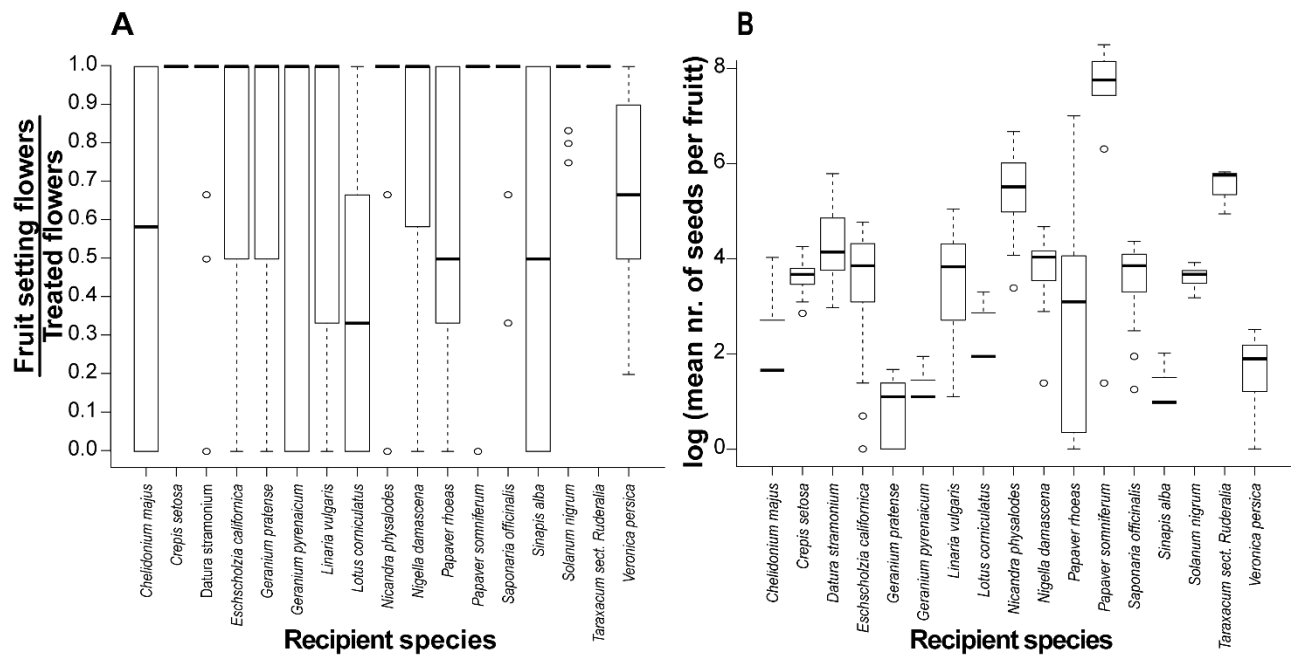 A
Fruit setting flowers
Treated flowers
1.0
0.9
0.8
0.7
0.6
0.5
0.4
0.3
0.2
0.1
0.0
Chelidonium majus
Crepis setosa
Datura stramonium
Eschscholzia californica
Geranium pratense
Geranium pyrenaicum
Linaria vulgaris
Lotus corniculatus
Nicandra physalodes
Nigella damascena
Papaver rhoeas
Papaver somniferum
Saponaria officinalis
Sinapis alba
Solanum nigrum
Taraxacum sect. Ruderalia
Veronica persica
Recipient species
B
log (mean nr. of seeds per fruitt)
8
6
4
2
0
Chelidonium majus
Crepis setosa
Datura stramonium
Eschscholzia californica
Geranium pratense
Geranium pyrenaicum
Linaria vulgaris
Lotus corniculatus
Nicandra physalodes
Nigella damascena
Papaver rhoeas
Papaver somniferum
Saponaria officinalis
Sinapis alba
Solanum nigrum
Taraxacum sect. Ruderalia
Veronica persica
Recipient species